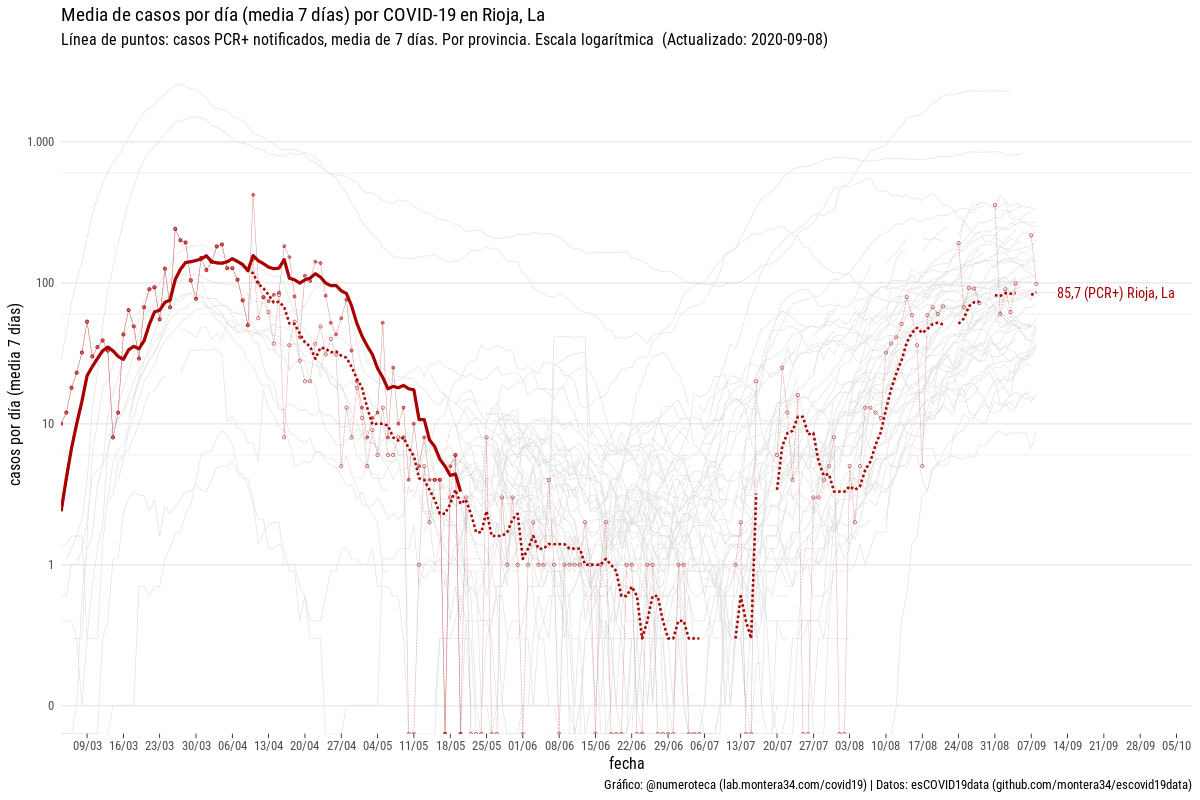 Media de casos por día (media 7 días) por COVID-19 en Rioja, La
Línea de puntos: casos PCR+ notificados, media de 7 días. Por provincia. Escala logarítmica (Actualizado: 2020-09-08)
casos por día (media 7 días)
1.000
100
10
1
0
85,7 (PCR+) Rioja, La
09/03 16/03 23/03 30/03 06/04 13/04 20/04 27/04 04/05 11/05 18/05 25/05 01/06 08/06 15/06 22/06 29/06 06/07 13/07 20/07 27/07 03/08 10/08 17/08 24/08 31/08 07/09 14/09 21/09 28/09 05/10
fecha
Gráfico: @numeroteca (lab.montera34.com/covid19) | Datos: esCOVID19data (github.com/montera34/escovid19data)